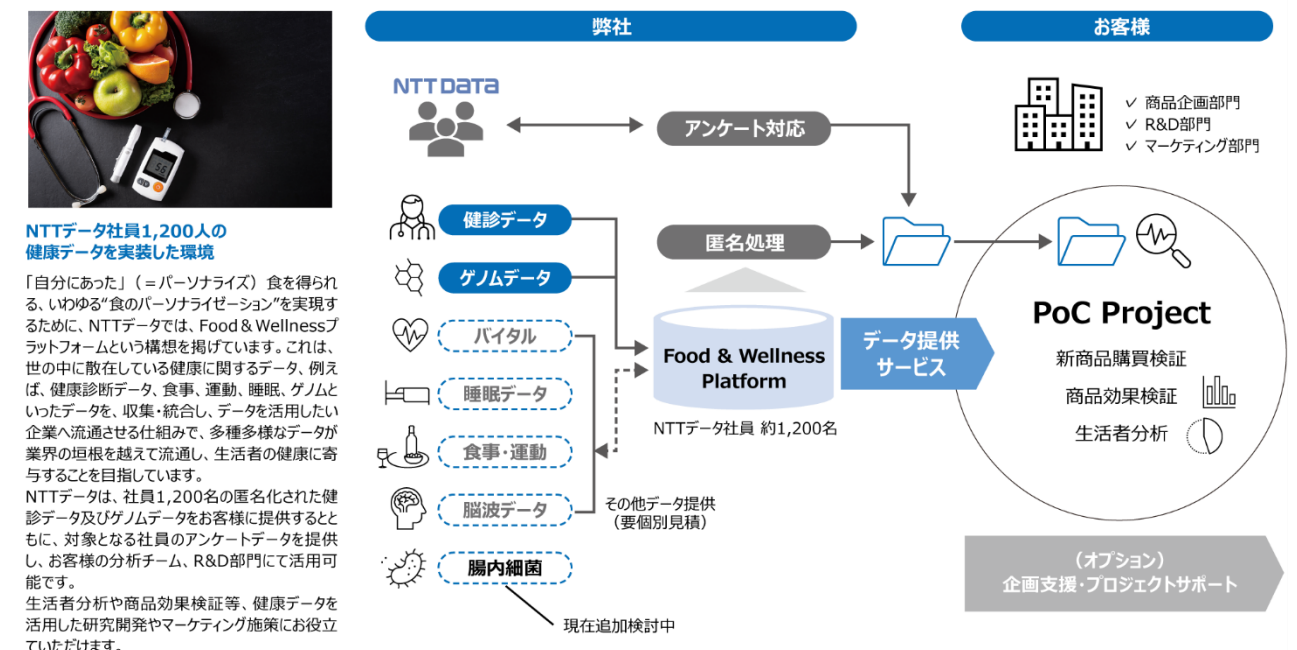 弊社
お客様
NTT DATA
アンケート対応
✓ 商品企画部門
✓ R&D部門
✓ マーケティング部門
NTTデータ社員1,200人の
健康データを実装した環境
「自分にあった」（＝パーソナライズ）食を得られ
る、いわゆる“食のパーソナライゼーション”を実現す
るために、NTTデータでは、Food＆Wellnessプ
ラットフォームという構想を掲げています。これは、
世の中に散在している健康に関するデータ、例え
ば、健康診断データ、食事、運動、睡眠、ゲノムと
いったデータを、収集・統合し、データを活用したい
企業へ流通させる仕組みで、多種多様なデータが
業界の垣根を越えて流通し、生活者の健康に寄
与することを目指しています。
NTTデータは、社員1,200名の匿名化された健
診データ及びゲノムデータをお客様に提供するとと
もに、対象となる社員のアンケートデータを提供
し、お客様の分析チーム、R&D部門にて活用可
能です。
生活者分析や商品効果検証等、健康データを
活用した研究開発やマーケティング施策にお役立
ていただけます。
健診データ
ゲノムデータ
バイタル
睡眠データ
食事・運動
脳波データ
腸内細菌
現在追加検討中
その他データ提供
（要個別見積）
匿名処理
Food & Wellness
Platform
NTTデータ社員 約1,200名
データ提供
サービス
PoC Project
新商品購買検証
商品効果検証
生活者分析
（オプション）
企画支援・プロジェクトサポート